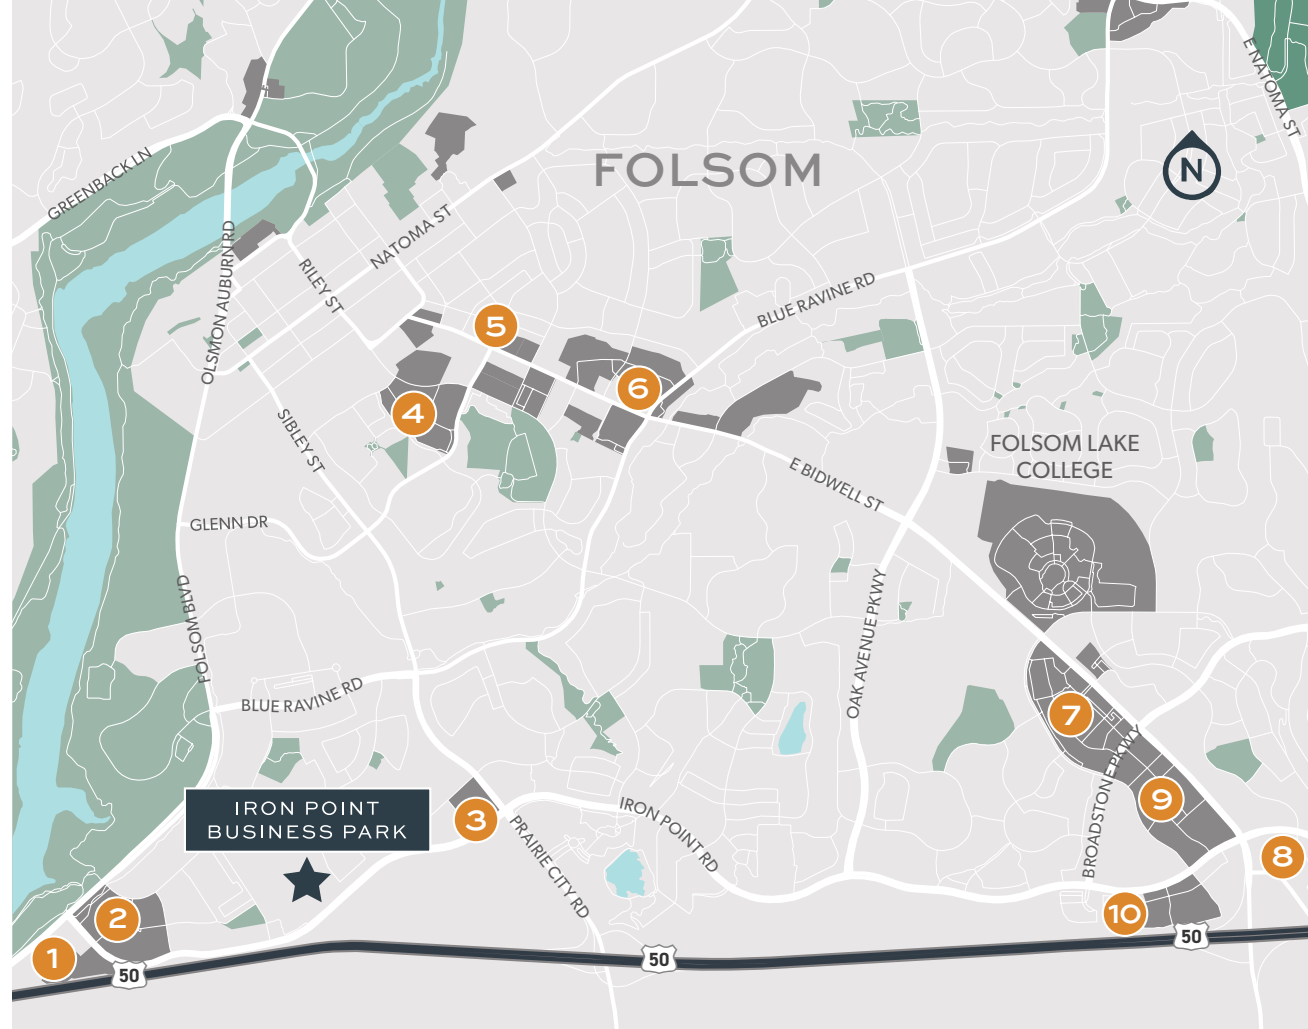 E NATOMA ST
GREENBACK LN
FOLSOM
N
NATOMA ST
OLSMON AUBURN RD
RILEY ST
BLUE RAVINE RD
5
6
4
SIBLEY ST
FOLSOM LAKE
COLLEGE
E BIDWELL ST
GLENN DR
FOLSOM BLVD
OAK AVENUE PKWY
BLUE RAVINE RD
7
BROADSTONE PKWY
IRON POINT
BUSINESS PARK
3
PRAIRIE CITY RD
IRON POINT RD
9
8
2
10
1
50
50
50